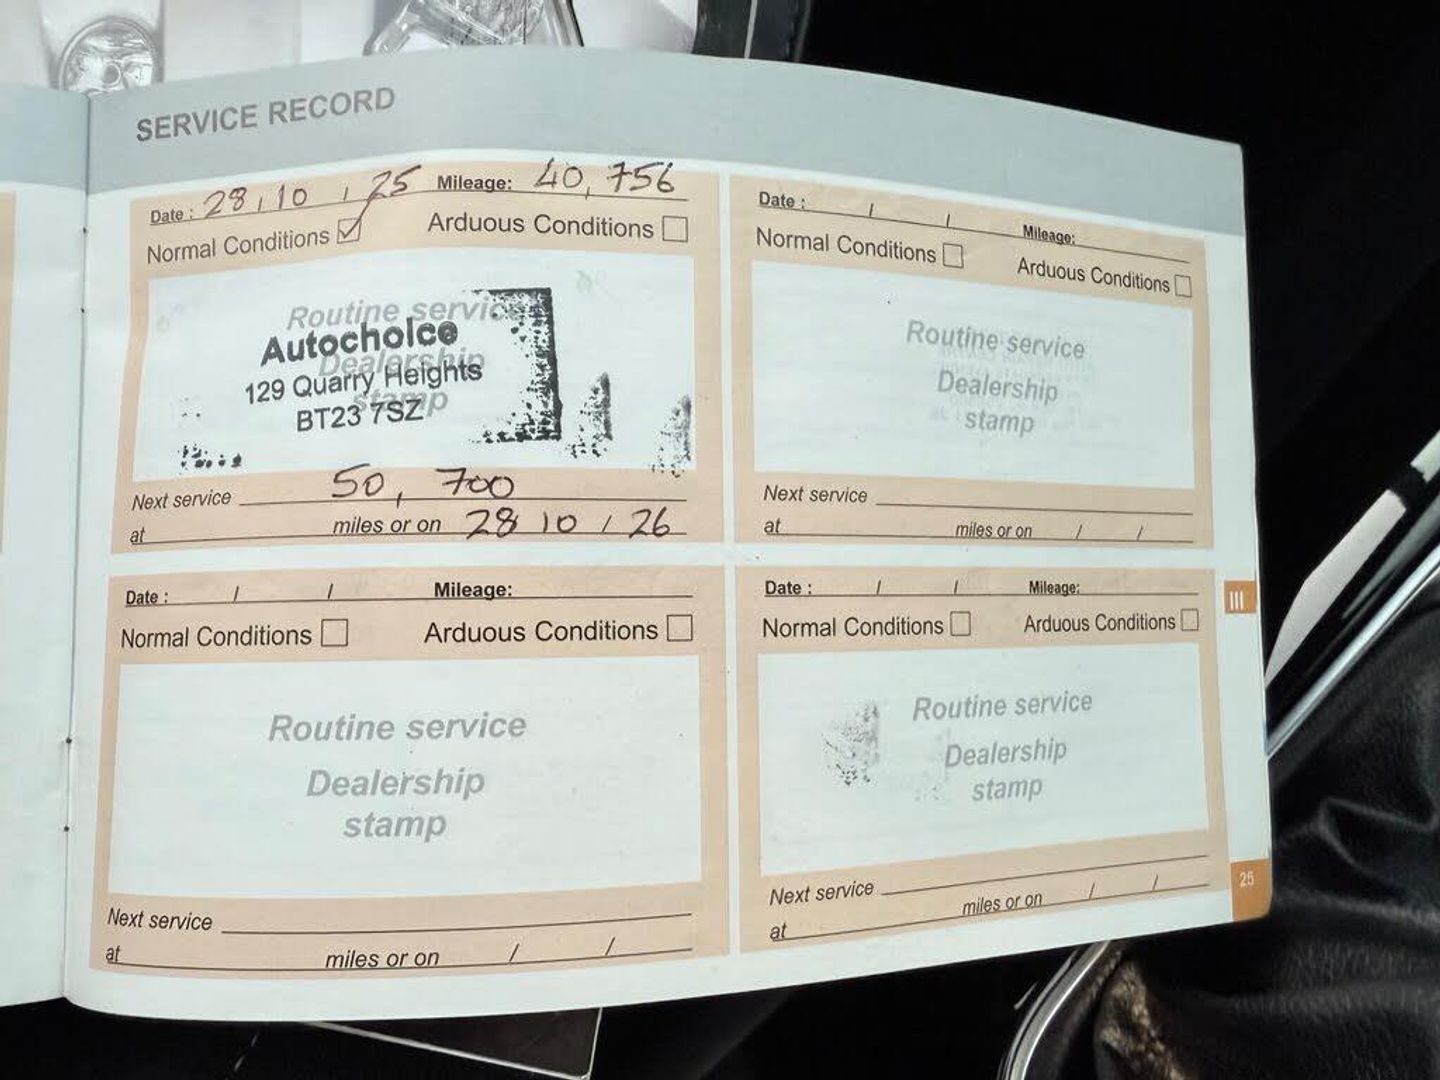 SERVICE RECORD
Date : 28 / 10 / 25 Mileage: 40,756
Normal Conditions ☑ Arduous Conditions ☐
Routine service
Autochoice
Dealership
129 Quarry Heights
stamp
BT23 7SZ
Next service 50, 700
at miles or on 28 10 / 26
Date : / / Mileage:
Normal Conditions ☐ Arduous Conditions ☐
Routine service
Dealership
stamp
Next service
at miles or on / /
Date : / / Mileage:
Normal Conditions ☐ Arduous Conditions ☐
Routine service
Dealership
stamp
Next service
at miles or on / /
Date : / / Mileage:
Normal Conditions ☐ Arduous Conditions ☐
Routine service
Dealership
stamp
Next service
at miles or on / /
III
25